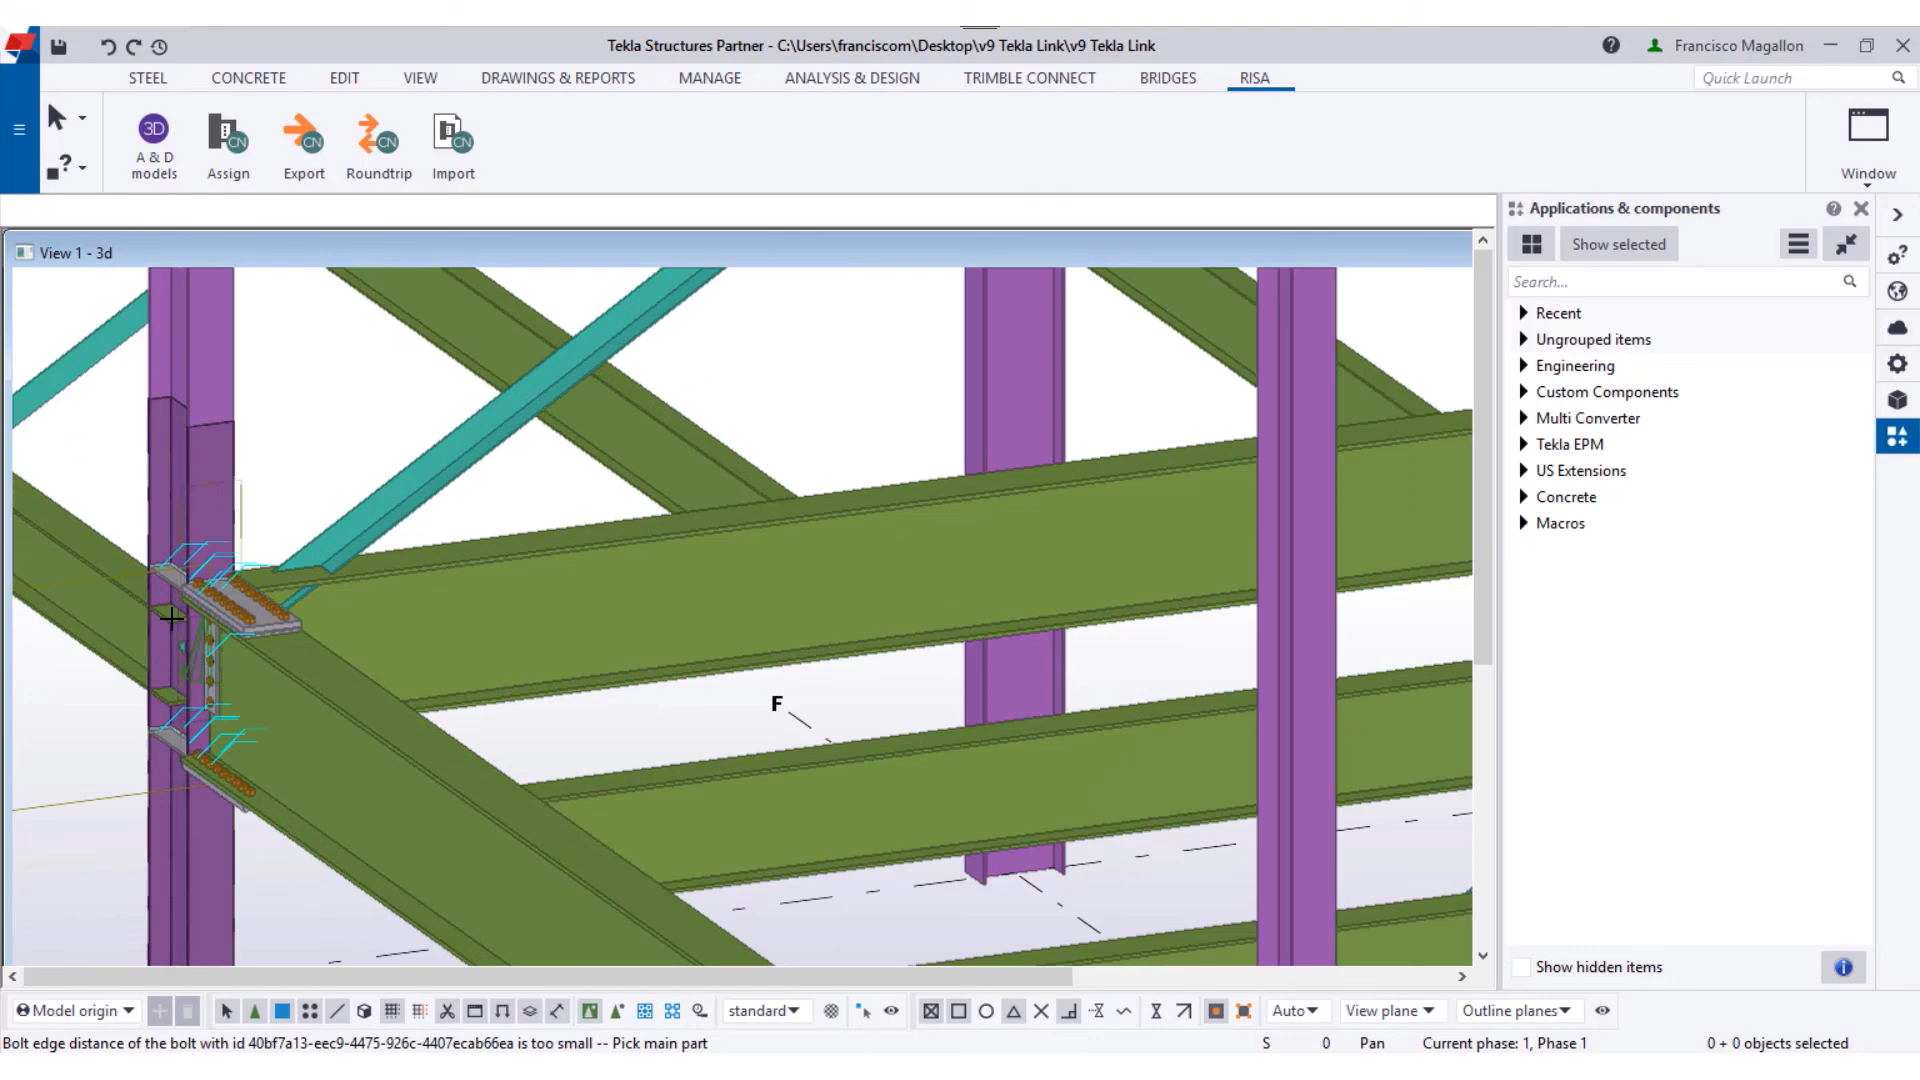 Tekla Structures Partner - C:\Users\franciscom\Desktop\v9 Tekla Link\v9 Tekla Link
Francisco Magallon
STEEL CONCRETE EDIT VIEW DRAWINGS & REPORTS MANAGE ANALYSIS & DESIGN TRIMBLE CONNECT BRIDGES RISA
Quick Launch
3D
A & D
models
CN
Assign
CN
Export
CN
Roundtrip
CN
Import
Window
Applications & components
Show selected
Search...
Recent
Ungrouped items
Engineering
Custom Components
Multi Converter
Tekla EPM
US Extensions
Concrete
Macros
Show hidden items
View 1 - 3d
F
Model origin
standard
Auto
View plane
Outline planes
Bolt edge distance of the bolt with id 40bf7a13-eec9-4475-926c-4407ecab66ea is too small -- Pick main part
S 0 Pan Current phase: 1, Phase 1 0 + 0 objects selected